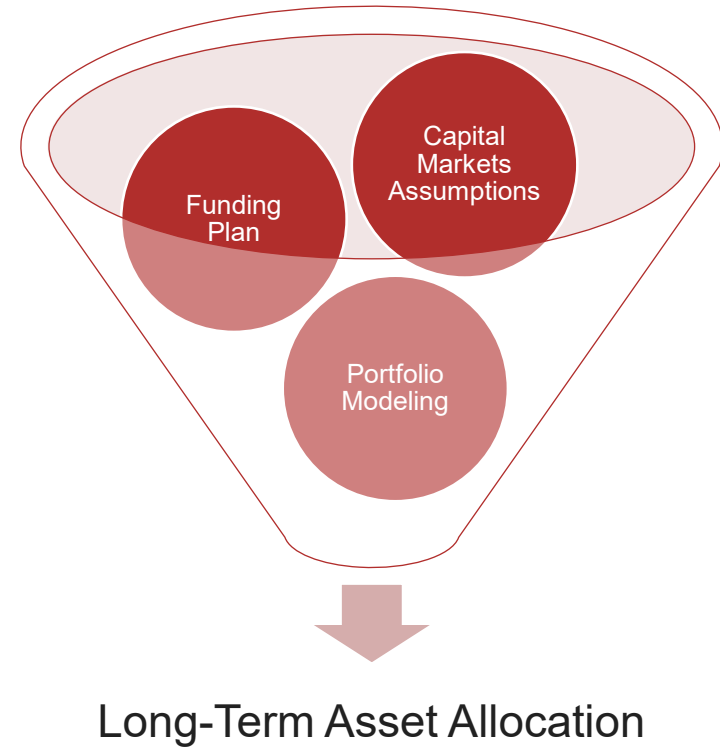 Capital
Markets
Assumptions
Funding
Plan
Portfolio
Modeling
Long-Term Asset Allocation